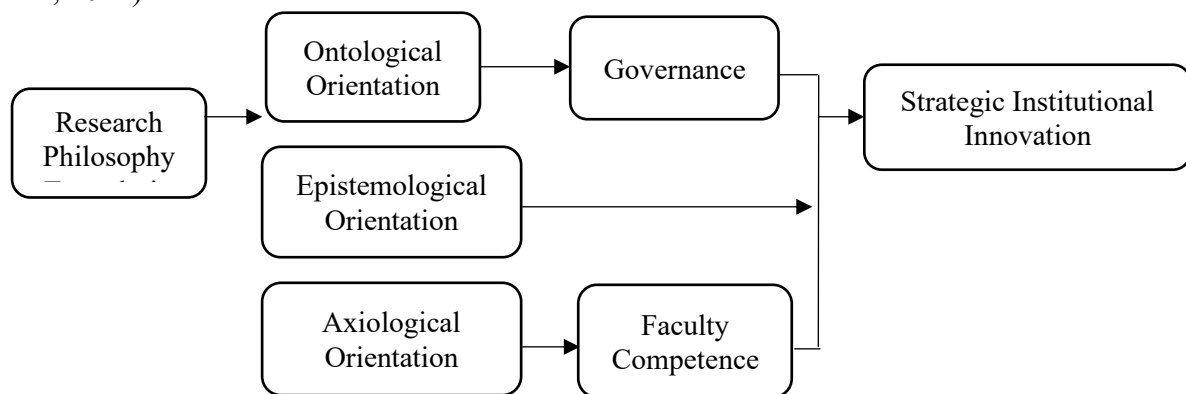 Ontological
Orientation
Governance
Strategic Institutional
Innovation
Research
Philosophy
Epistemological
Orientation
Axiological
Orientation
Faculty
Competence